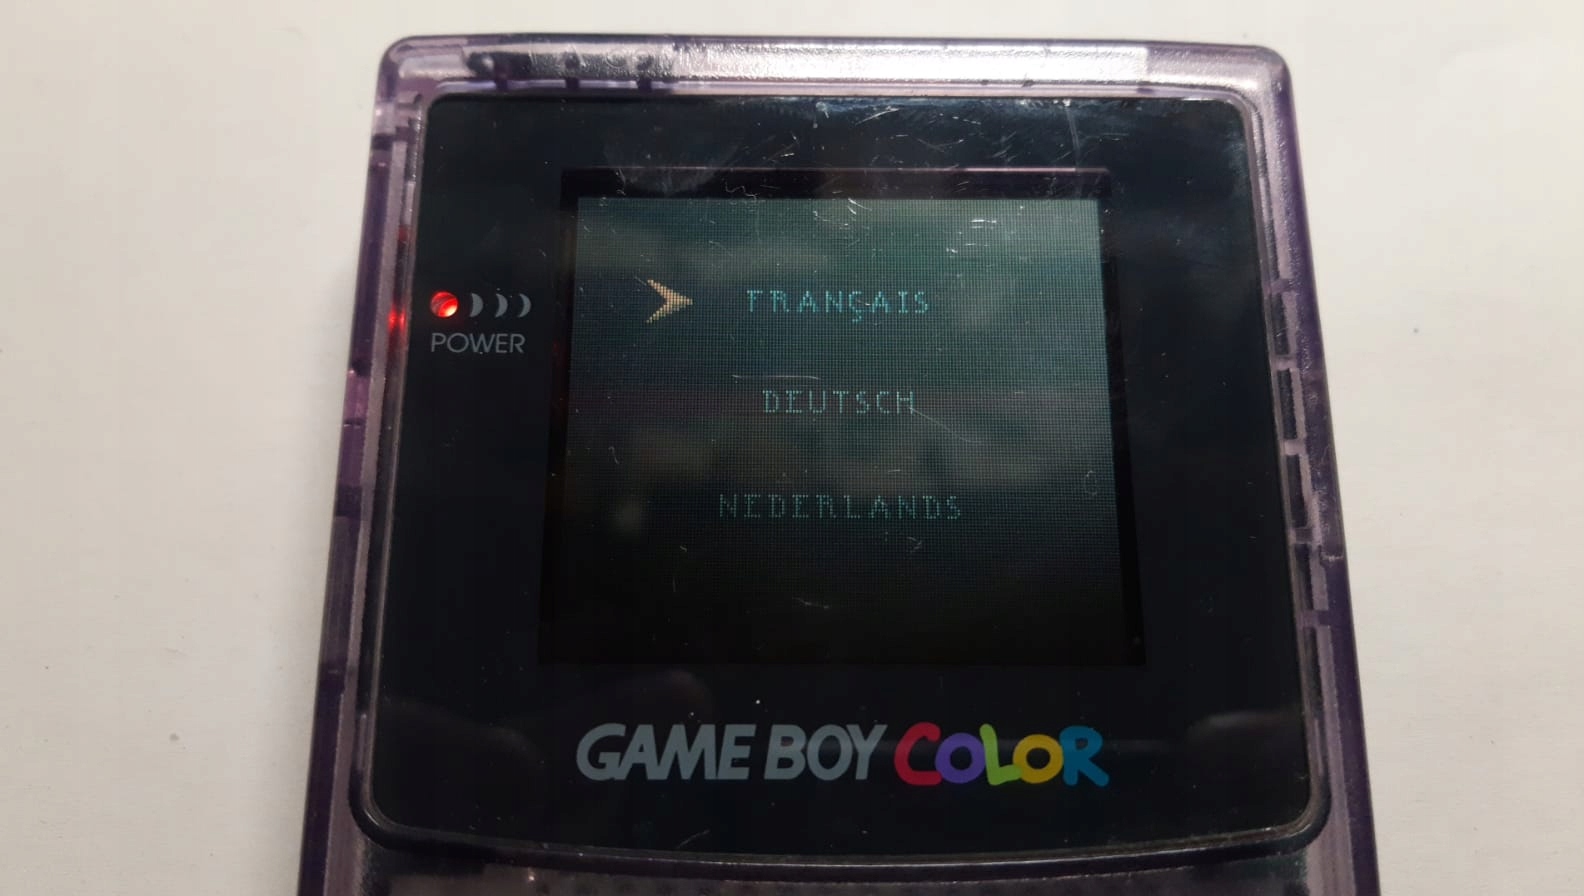 FRANÇAIS
POWER
DEUTSCH
NEDERLANDS
GAME BOY COLOR